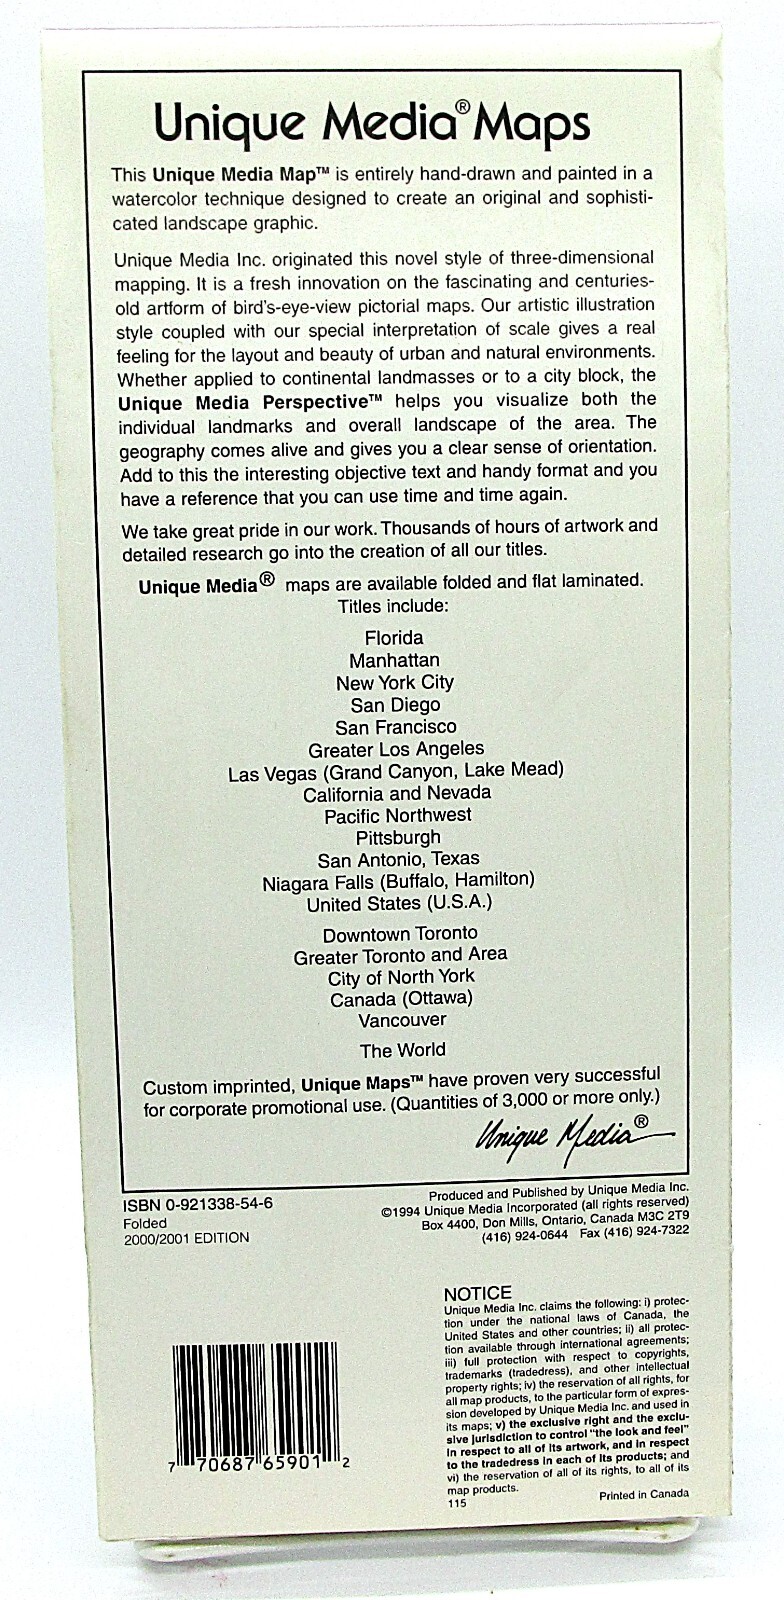 Unique Media® Maps
This Unique Media Map™ is entirely hand-drawn and painted in a
watercolor technique designed to create an original and sophisti-
cated landscape graphic.
Unique Media Inc. originated this novel style of three-dimensional
mapping. It is a fresh innovation on the fascinating and centuries-
old artform of bird's-eye-view pictorial maps. Our artistic illustration
style coupled with our special interpretation of scale gives a real
feeling for the layout and beauty of urban and natural environments.
Whether applied to continental landmasses or to a city block, the
Unique Media Perspective™ helps you visualize both the
individual landmarks and overall landscape of the area. The
geography comes alive and gives you a clear sense of orientation.
Add to this the interesting objective text and handy format and you
have a reference that you can use time and time again.
We take great pride in our work. Thousands of hours of artwork and
detailed research go into the creation of all our titles.
Unique Media® maps are available folded and flat laminated.
Titles include:
Florida
Manhattan
New York City
San Diego
San Francisco
Greater Los Angeles
Las Vegas (Grand Canyon, Lake Mead)
California and Nevada
Pacific Northwest
Pittsburgh
San Antonio, Texas
Niagara Falls (Buffalo, Hamilton)
United States (U.S.A.)
Downtown Toronto
Greater Toronto and Area
City of North York
Canada (Ottawa)
Vancouver
The World
Custom imprinted, Unique Maps™ have proven very successful
for corporate promotional use. (Quantities of 3,000 or more only.)
Unique Media®
ISBN 0-921338-54-6
Folded
2000/2001 EDITION
Produced and Published by Unique Media Inc.
©1994 Unique Media Incorporated (all rights reserved)
Box 4400, Don Mills, Ontario, Canada M3C 2T9
(416) 924-0644 Fax (416) 924-7322
NOTICE
Unique Media Inc. claims the following: i) protec-
tion under the national laws of Canada, the
United States and other countries; ii) all protec-
tion available through international agreements;
iii) full protection with respect to copyrights,
trademarks (tradedress), and other intellectual
property rights; iv) the reservation of all rights, for
all map products, to the particular form of expres-
sion developed by Unique Media Inc. and used in
its maps; v) the exclusive right and the exclu-
sive jurisdiction to control "the look and feel"
in respect to all of its artwork, and in respect
to the tradedress in each of its products; and
vi) the reservation of all of its rights, to all of its
map products.
115
Printed in Canada
7 70687 65901 2